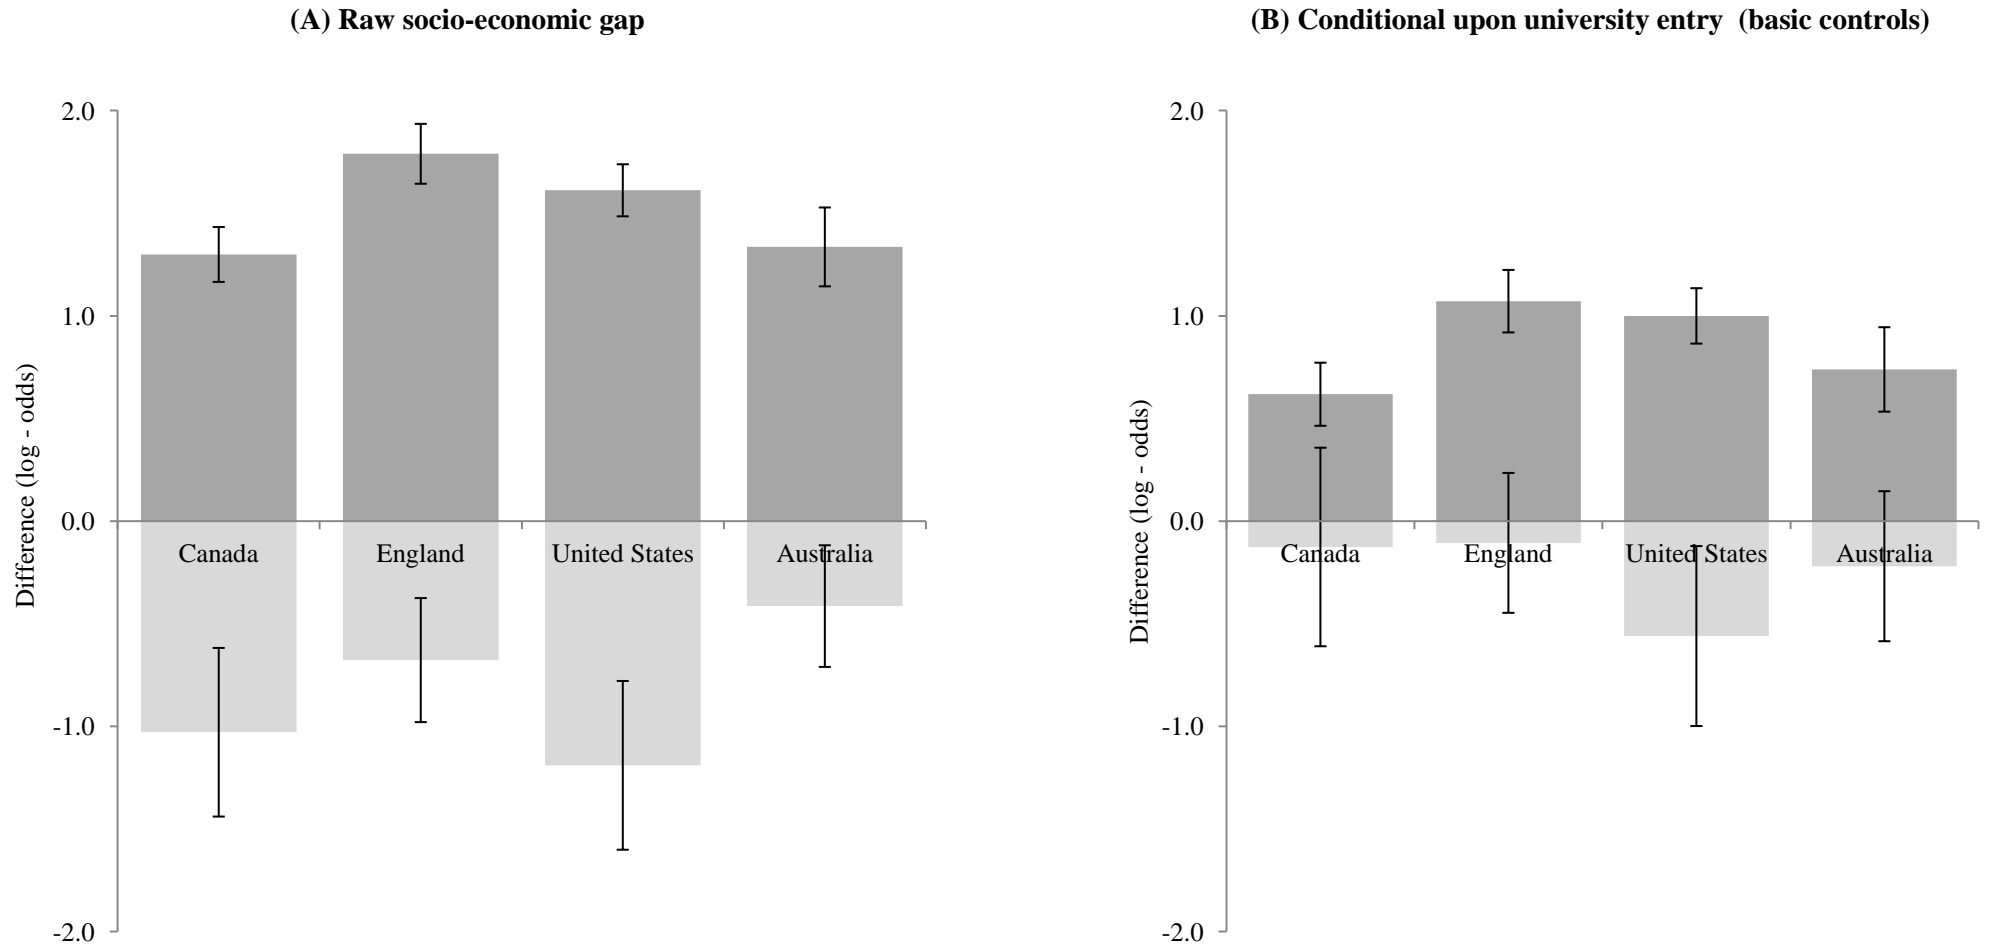 (A) Raw socio-economic gap
2.0
1.0
0.0
-1.0
-2.0
Difference (log - odds)
Canada
England
United States
Australia
(B) Conditional upon university entry (basic controls)
2.0
1.0
0.0
-1.0
-2.0
Difference (log - odds)
Canada
England
United States
Australia